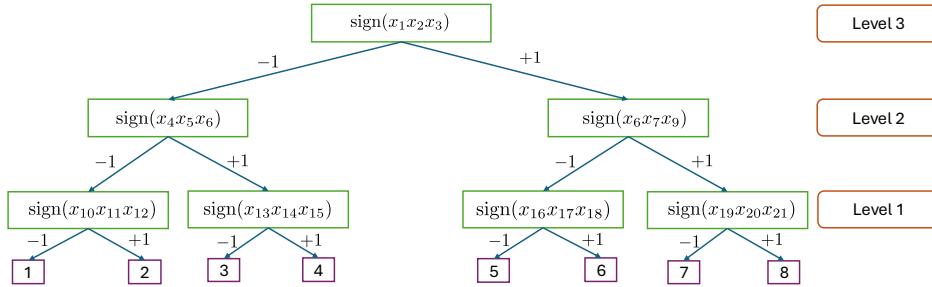 sign(x₁x₂x₃) Level 3
−1 +1
sign(x₄x₅x₆) sign(x₆x₇x₉) Level 2
−1 +1 −1 +1
sign(x₁₀x₁₁x₁₂) sign(x₁₃x₁₄x₁₅) sign(x₁₆x₁₇x₁₈) sign(x₁₉x₂₀x₂₁) Level 1
−1 +1 −1 +1 −1 +1 −1 +1
1 2 3 4 5 6 7 8